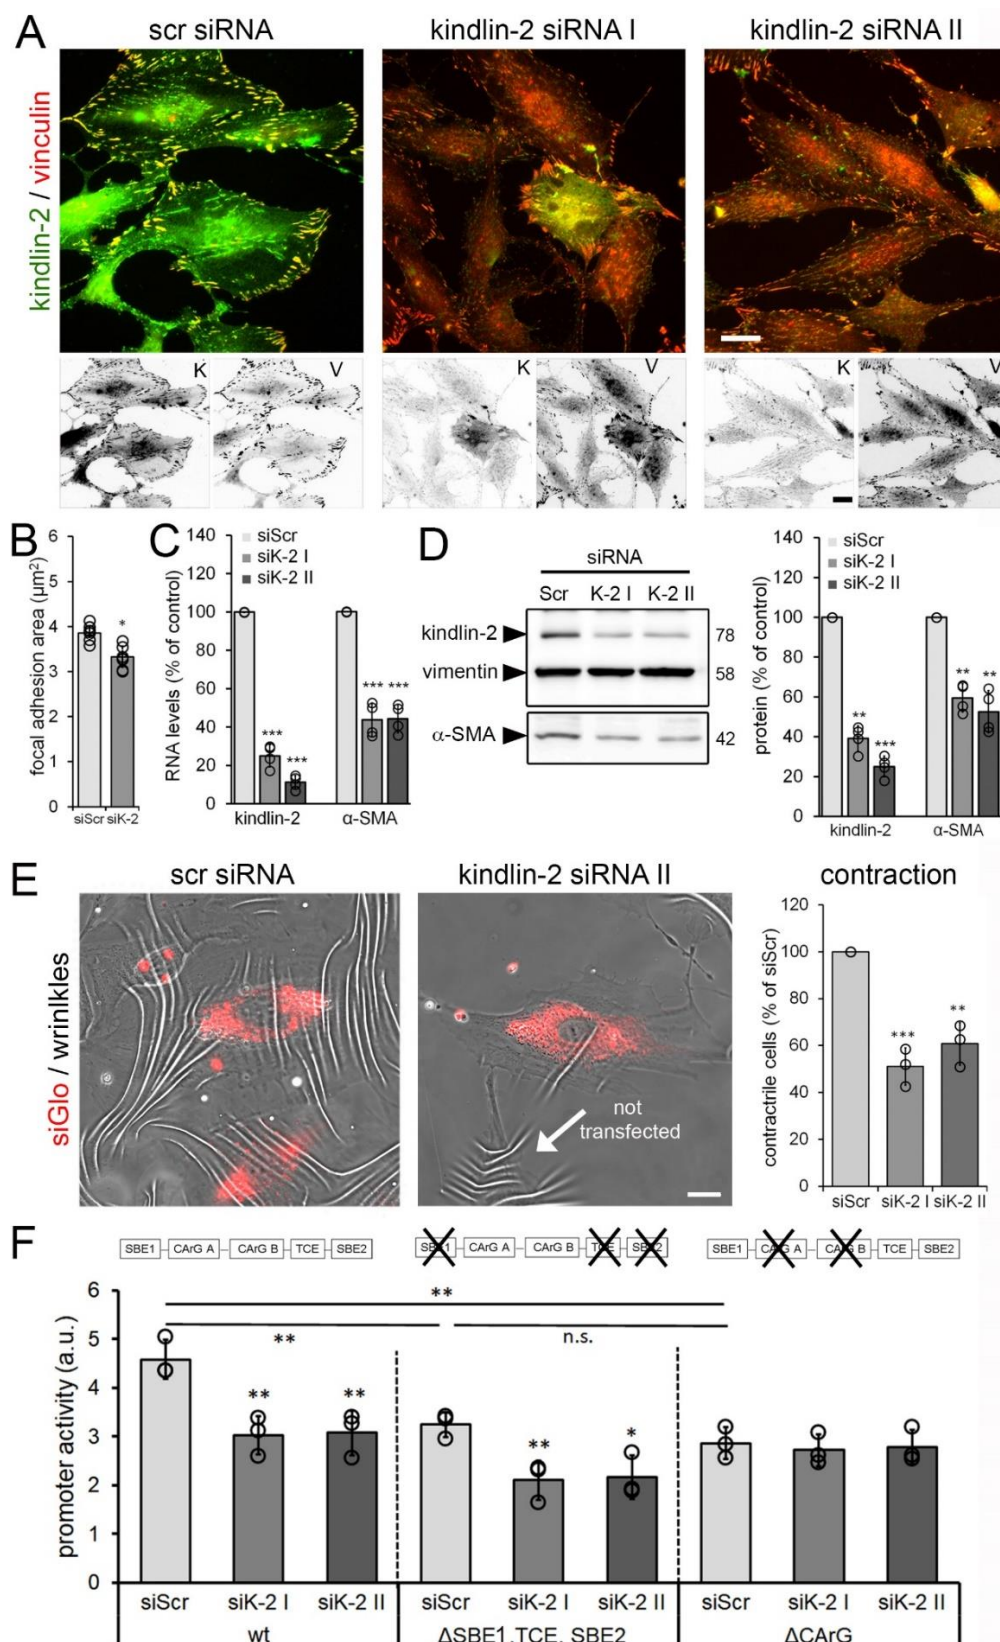 A
scr siRNA
kindlin-2 siRNA I
kindlin-2 siRNA II
kindlin-2 / vinculin
K
V
K
V
K
V
B
focal adhesion area (μm²)
6
5
4
3
2
1
0
*
siScr siK-2
C
RNA levels (% of control)
140
120
100
80
60
40
20
0
siScr
siK-2 I
siK-2 II
***
***
***
***
kindlin-2
α-SMA
D
siRNA
Scr K-2 I K-2 II
kindlin-2
78
vimentin
58
α-SMA
42
protein (% of control)
140
120
100
80
60
40
20
0
siScr
siK-2 I
siK-2 II
**
***
**
**
kindlin-2
α-SMA
E
scr siRNA
kindlin-2 siRNA II
contraction
siGlo / wrinlkles
not
transfected
contractrile cells (% of siScr)
120
100
80
60
40
20
0
***
**
siScr siK-2 I siK-2 II
F
SBE1 CArG A CArG B TCE SBE2
SBE1 CArG A CArG B TCE SBE2
SBE1 CArG A CArG B TCE SBE2
promoter activity (a.u.)
6
5
4
3
2
1
0
**
**
n.s.
**
**
**
*
siScr siK-2 I siK-2 II siScr siK-2 I siK-2 II siScr siK-2 I siK-2 II
wt
ΔSBE1.TCE. SBE2
ΔCArG